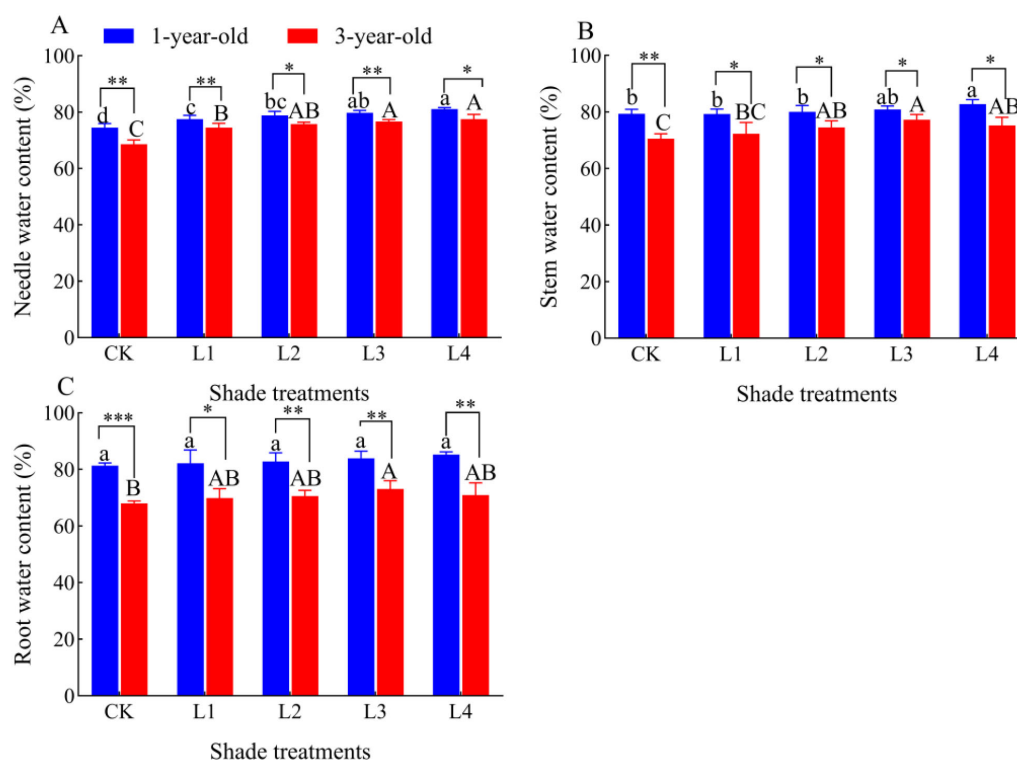 A
1-year-old
3-year-old
Needle water content (%)
100
80
60
40
20
0
** ** * ** *
d C c B bc AB ab A a A
CK L1 L2 L3 L4
Shade treatments
B
Stem water content (%)
100
80
60
40
20
0
** * * * *
b C b BC b AB ab A a AB
CK L1 L2 L3 L4
Shade treatments
C
Root water content (%)
100
80
60
40
20
0
*** * ** ** **
a B a AB a AB a A a AB
CK L1 L2 L3 L4
Shade treatments